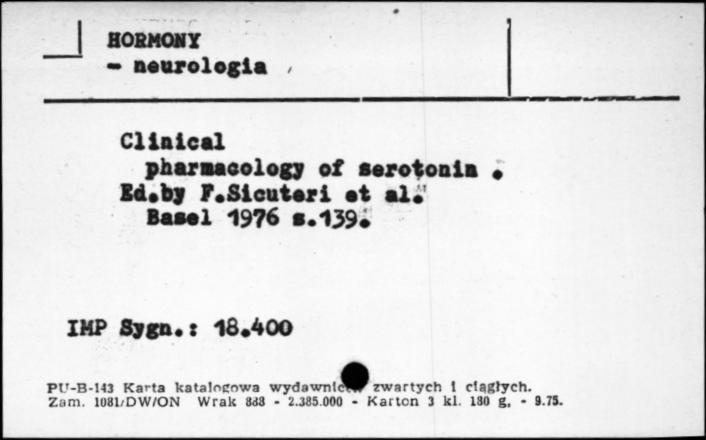 HORMONY
- neurologia
Clinical
pharmacology of serotonin .
Ed.by F.Sicuteri et al.
Basel 1976 s.139.
IMP Sygn.: 18.400
PU-B-143 Karta katalogowa wydawnictw zwartych i ciągłych.
Zam. 1081/DW/ON Wrak 888 - 2.385.000 - Karton 3 kl. 180 g, - 9.75.